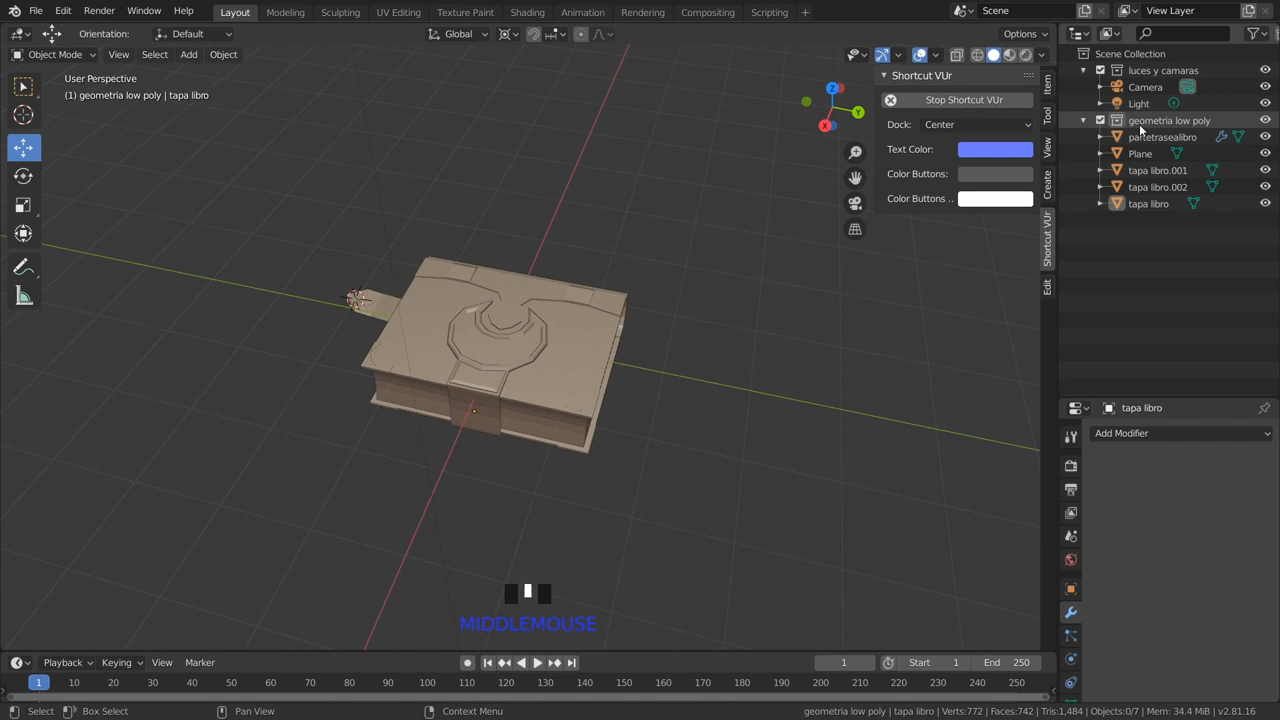 File Edit Render Window Help Layout Modeling Sculpting UV Editing Texture Paint Shading Animation Rendering Compositing Scripting + Scene View Layer
Orientation: Default Global Options
Object Mode View Select Add Object
User Perspective
(1) geometria low poly | tapa libro
Z
Y
X
Shortcut VUr
Stop Shortcut VUr
Dock: Center
Text Color:
Color Buttons:
Color Buttons ..
Item
Tool
View
Create
Shortcut VUr
Edit
Scene Collection
luces y camaras
Camera
Light
geometria low poly
partetrasealibro
Plane
tapa libro.001
tapa libro.002
tapa libro
tapa libro
Add Modifier
MIDDLEMOUSE
Playback Keying View Marker 1 Start 1 End 250
1 10 20 30 40 50 60 70 80 90 100 110 120 130 140 150 160 170 180 190 200 210 220 230 240 250
Select Box Select Pan View Context Menu geometria low poly | tapa libro | Verts:772 | Faces:742 | Tris:1,484 | Objects:0/7 | Mem: 34.4 MiB | v2.81.16